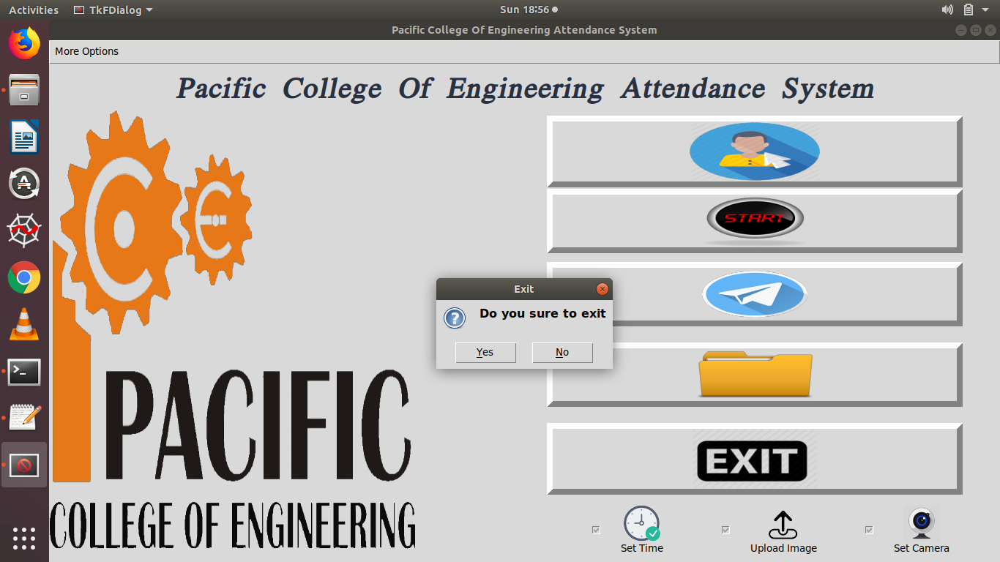 Activities
TkFDialog
Sun 18:56
Pacific College Of Engineering Attendance System
More Options
Pacific College Of Engineering Attendance System
START
Exit
Do you sure to exit
Yes
No
PACIFIC
COLLEGE OF ENGINEERING
EXIT
Set Time
Upload Image
Set Camera